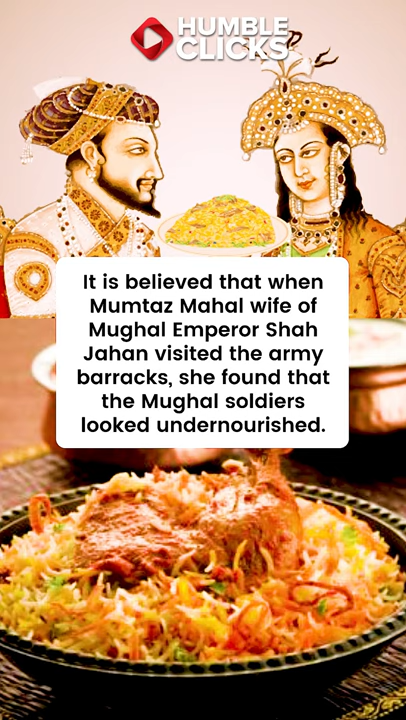 HUMBLE
CLICKS
It is believed that when
Mumtaz Mahal wife of
Mughal Emperor Shah
Jahan visited the army
barracks, she found that
the Mughal soldiers
looked undernourished.